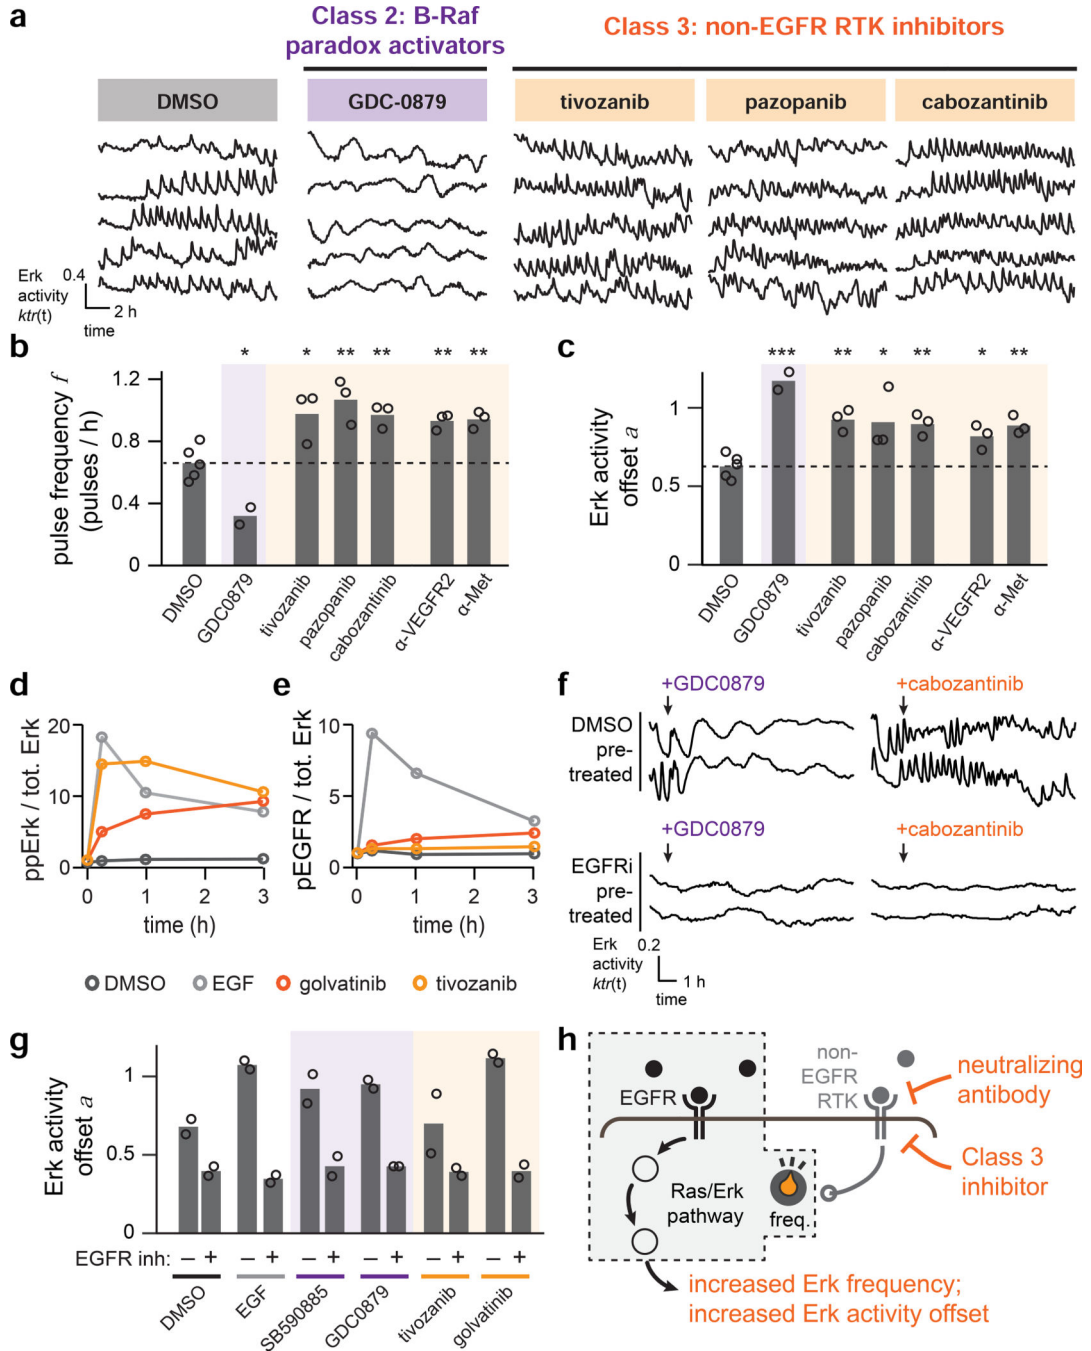 a
Class 2: B-Raf
paradox activators
Class 3: non-EGFR RTK inhibitors
DMSO
GDC-0879
tivozanib
pazopanib
cabozantinib
Erk
activity
ktr(t)
0.4
2 h
time
b
pulse frequency f
(pulses / h)
1.2
0.8
0.4
0
* * ** ** ** **
DMSO
GDC0879
tivozanib
pazopanib
cabozantinib
α-VEGFR2
α-Met
c
Erk activity
offset a
1
0.5
0
*** ** * ** * **
DMSO
GDC0879
tivozanib
pazopanib
cabozantinib
α-VEGFR2
α-Met
d
ppErk / tot. Erk
20
10
0
0 1 2 3
time (h)
e
pEGFR / tot. Erk
10
5
0
0 1 2 3
time (h)
DMSO
EGF
golvatinib
tivozanib
f
+GDC0879
+cabozantinib
DMSO
pre-
treated
+GDC0879
+cabozantinib
EGFRi
pre-
treated
Erk
activity
ktr(t)
0.2
1 h
time
g
Erk activity
offset a
1
0.5
0
EGFR inh: – + – + – + – + – + – +
DMSO
EGF
SB590885
GDC0879
tivozanib
golvatinib
h
EGFR
non-
EGFR
RTK
neutralizing
antibody
Class 3
inhibitor
Ras/Erk
pathway
freq.
increased Erk frequency;
increased Erk activity offset